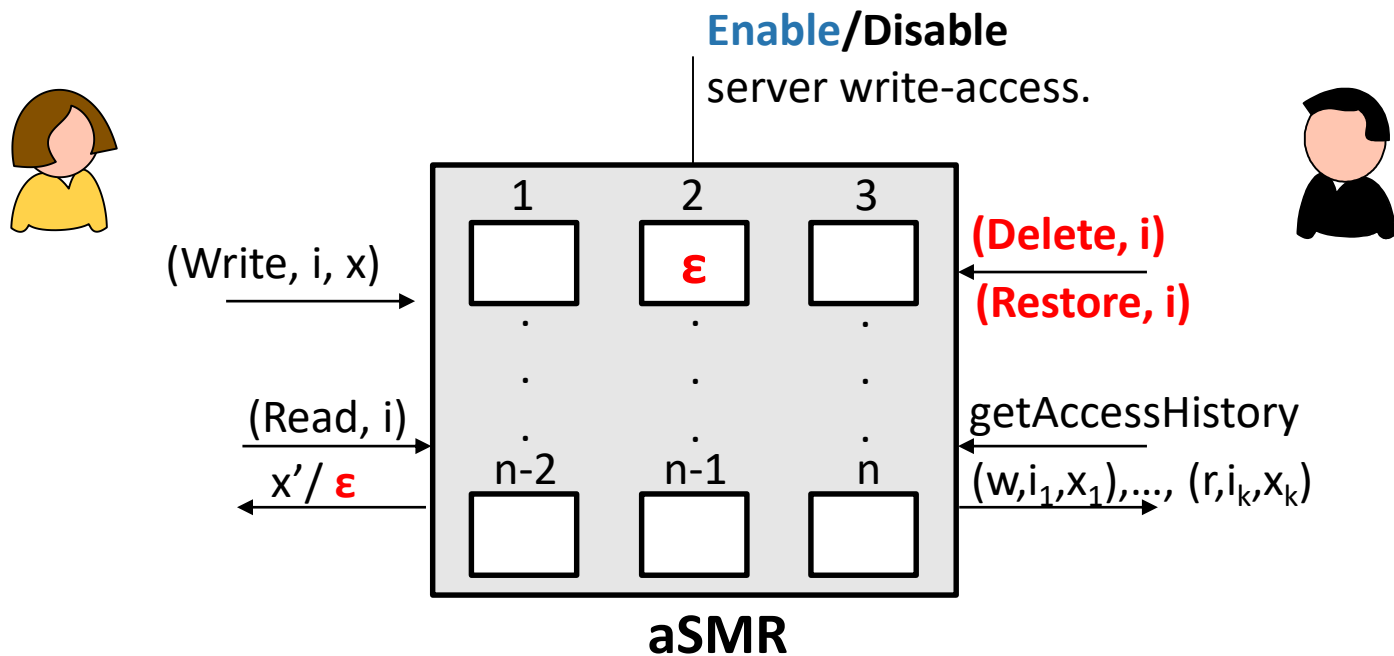 Enable/Disable
server write-access.
1 2 3
(Write, i, x)
ε
(Delete, i)
(Restore, i)
. . .
. . .
(Read, i)
. . .
getAccessHistory
n-2 n-1 n
x’/ ε
(w,i₁,x₁),..., (r,iₖ,xₖ)
aSMR